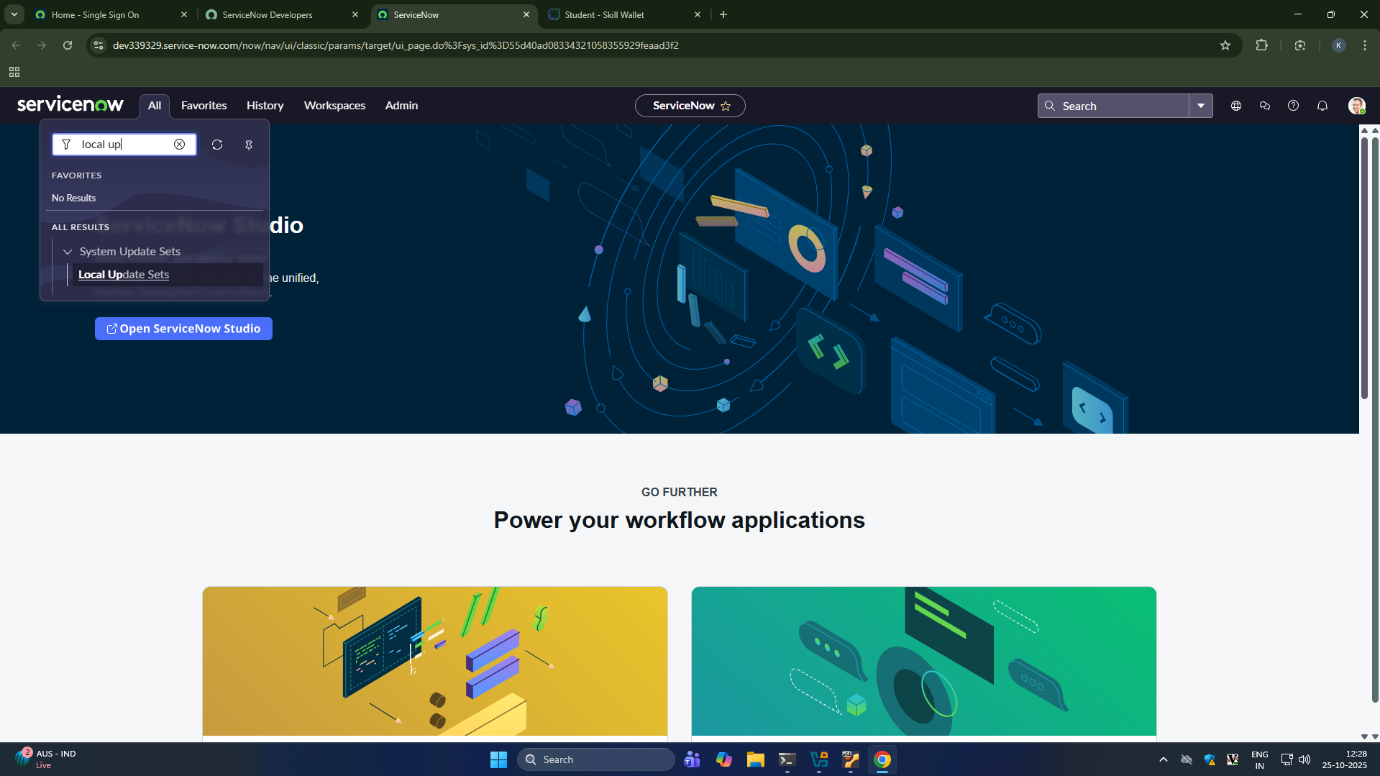 Home - Single Sign On
ServiceNow Developers
ServiceNow
Student - Skill Wallet
dev339329.service-now.com/now/nav/ui/classic/params/target/ui_page.do%3Fsys_id%3D55d40ad08334321058355929feaad3f2
K
servicenow
All
Favorites
History
Workspaces
Admin
ServiceNow
Search
local up
FAVORITES
No Results
ALL RESULTS
System Update Sets
Local Update Sets
ServiceNow Studio
ne unified,
Open ServiceNow Studio
GO FURTHER
Power your workflow applications
2
AUS - IND
Live
Search
ENG
IN
12:28
25-10-2025